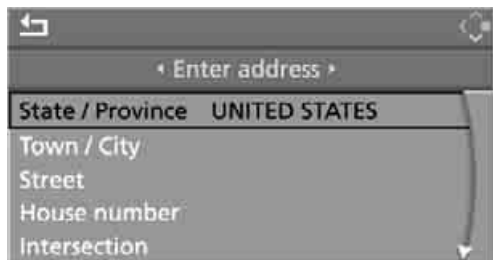 Enter address
State / Province UNITED STATES
Town / City
Street
House number
Intersection